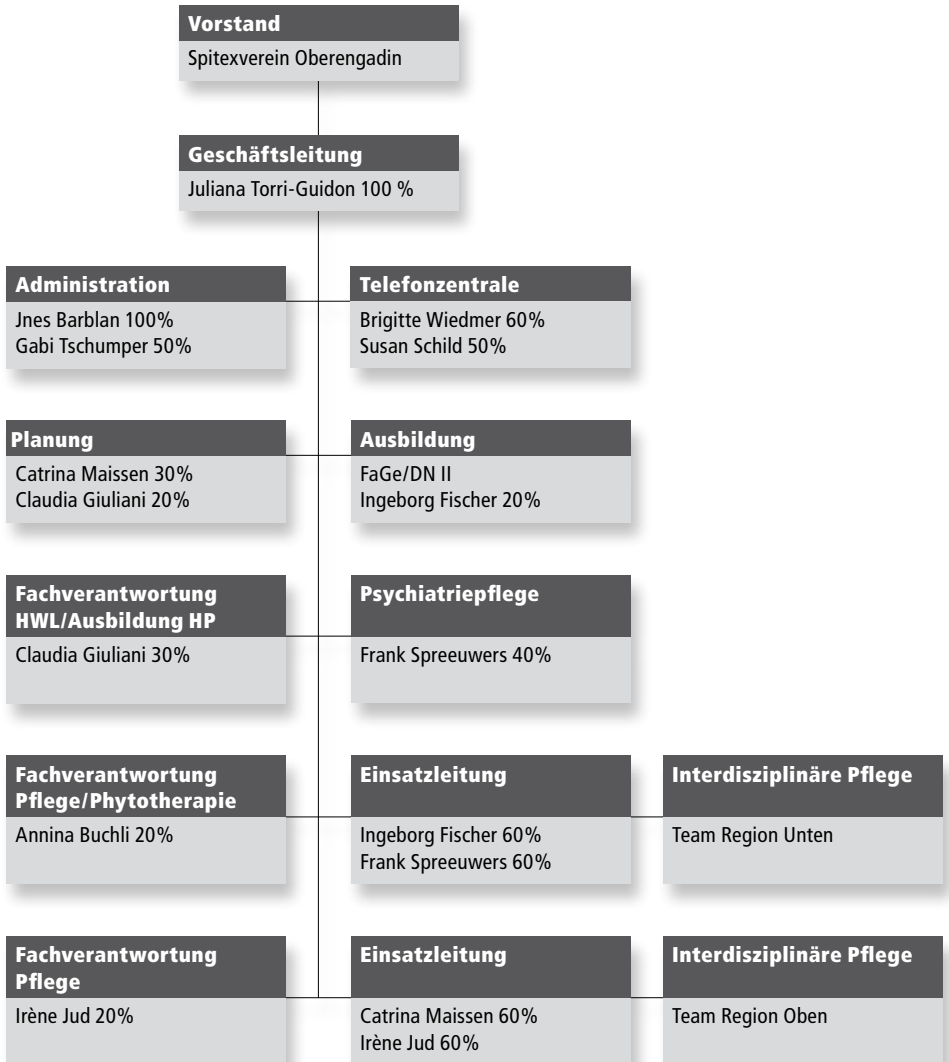 Vorstand
Spitexverein Oberengadin
Geschäftsleitung
Juliana Torri-Guidon 100 %
Administration
Jnes Barblan 100%
Gabi Tschumper 50%
Telefonzentrale
Brigitte Wiedmer 60%
Susan Schild 50%
Planung
Catrina Maissen 30%
Claudia Giuliani 20%
Ausbildung
FaGe/DN II
Ingeborg Fischer 20%
Fachverantwortung
HWL/Ausbildung HP
Claudia Giuliani 30%
Psychiatriepflege
Frank Spreeuwers 40%
Fachverantwortung
Pflege/Phytotherapie
Annina Buchli 20%
Einsatzleitung
Ingeborg Fischer 60%
Frank Spreeuwers 60%
Interdisziplinäre Pflege
Team Region Unten
Fachverantwortung
Pflege
Irène Jud 20%
Einsatzleitung
Catrina Maissen 60%
Irène Jud 60%
Interdisziplinäre Pflege
Team Region Oben